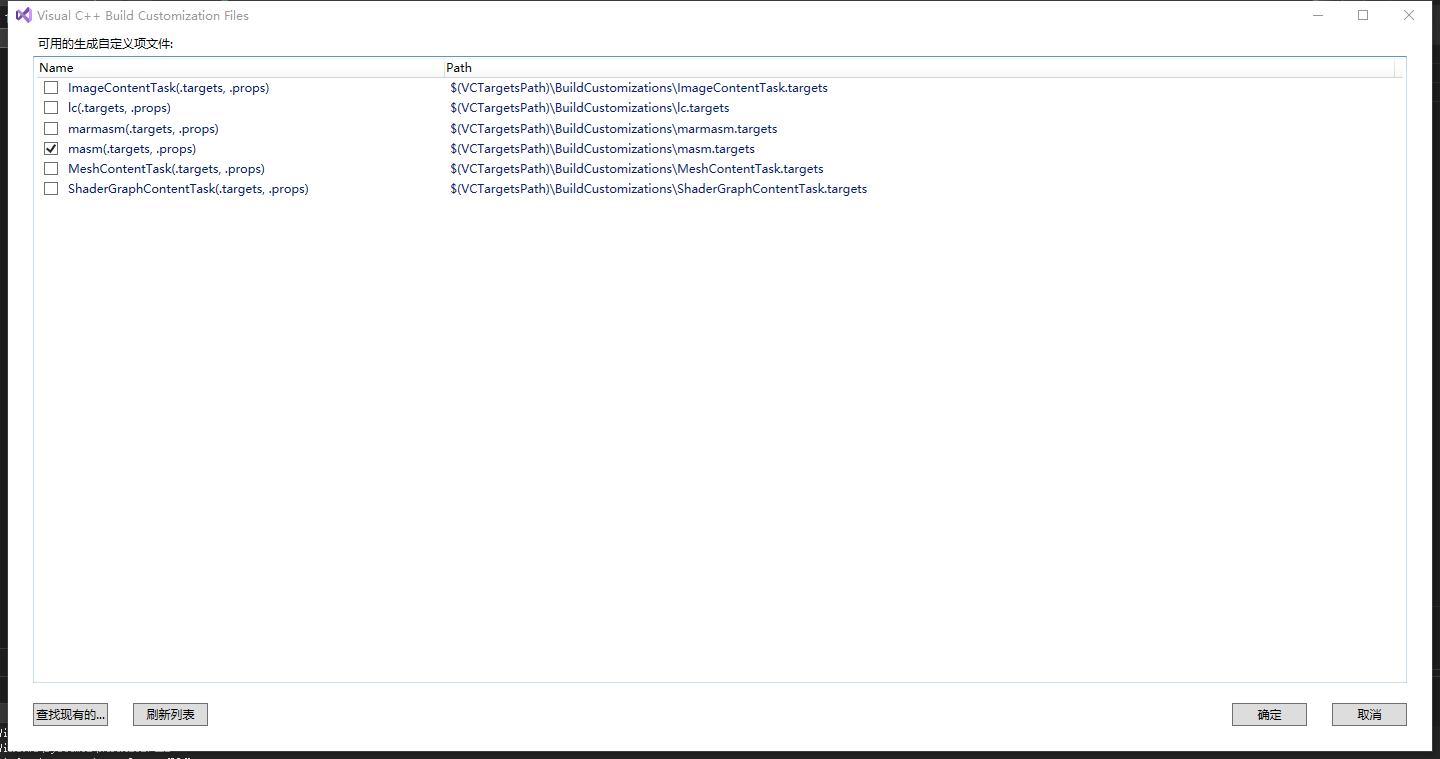 Visual C++ Build Customization Files
可用的生成自定义项文件:
Name Path
ImageContentTask(.targets, .props) $(VCTargetsPath)\BuildCustomizations\ImageContentTask.targets
lc(.targets, .props) $(VCTargetsPath)\BuildCustomizations\lc.targets
marmasm(.targets, .props) $(VCTargetsPath)\BuildCustomizations\marmasm.targets
masm(.targets, .props) $(VCTargetsPath)\BuildCustomizations\masm.targets
MeshContentTask(.targets, .props) $(VCTargetsPath)\BuildCustomizations\MeshContentTask.targets
ShaderGraphContentTask(.targets, .props) $(VCTargetsPath)\BuildCustomizations\ShaderGraphContentTask.targets
查找现有的... 刷新列表 确定 取消